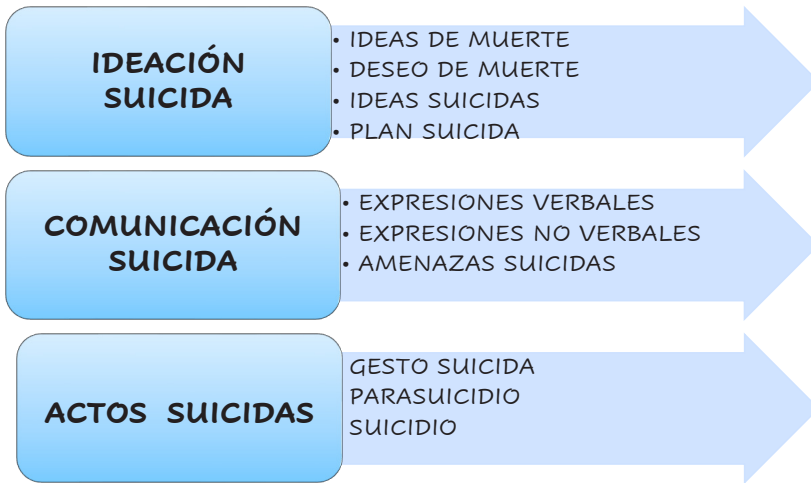 IDEACIÓN
SUICIDA
• IDEAS DE MUERTE
• DESEO DE MUERTE
• IDEAS SUICIDAS
• PLAN SUICIDA
COMUNICACIÓN
SUICIDA
• EXPRESIONES VERBALES
• EXPRESIONES NO VERBALES
• AMENAZAS SUICIDAS
ACTOS SUICIDAS
GESTO SUICIDA
PARASUICIDIO
SUICIDIO